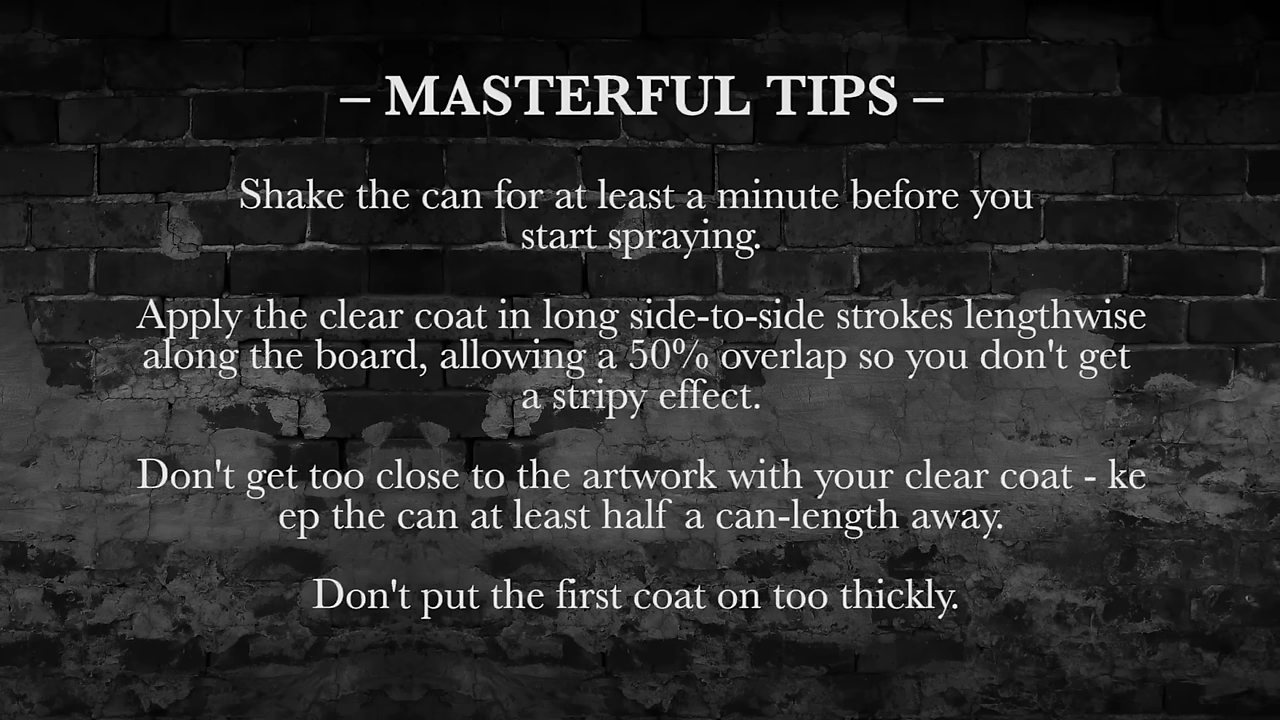 – MASTERFUL TIPS –
Shake the can for at least a minute before you
start spraying.
Apply the clear coat in long side-to-side strokes lengthwise
along the board, allowing a 50% overlap so you don't get
a stripy effect.
Don't get too close to the artwork with your clear coat - ke
ep the can at least half a can-length away.
Don't put the first coat on too thickly.